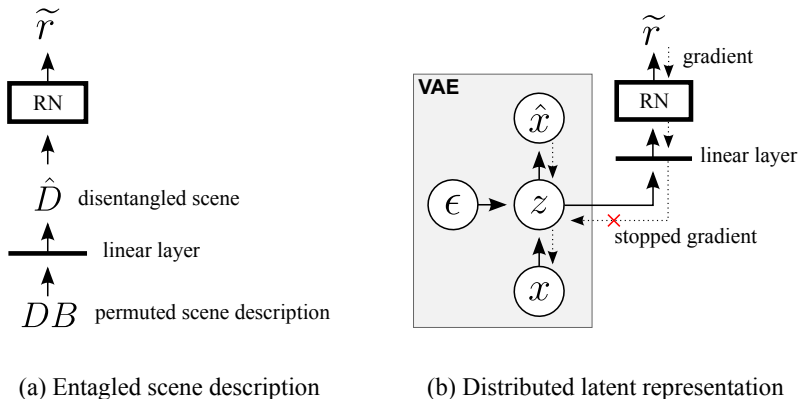 r̃
RN
D̂ disentangled scene
linear layer
DB permuted scene description
(a) Entagled scene description
r̃
gradient
VAE
RN
x̂
linear layer
ϵ z
stopped gradient
x
(b) Distributed latent representation